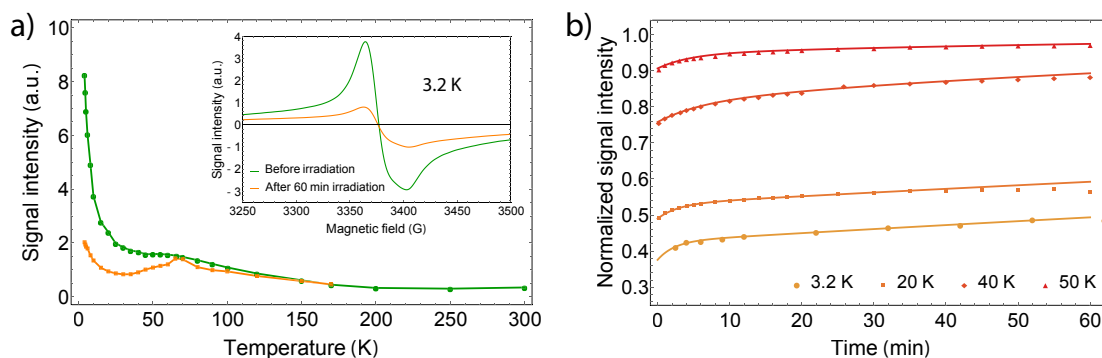 a)
Signal intensity (a.u.)
10
8
6
4
2
0
0 50 100 150 200 250 300
Temperature (K)
Signal intensity (a.u.)
4
3
2
1
0
- 1
- 2
- 3
3.2 K
Before irradiation
After 60 min irradiation
3250 3300 3350 3400 3450 3500
Magnetic field (G)
b)
Normalized signal intensity
1.0
0.9
0.8
0.7
0.6
0.5
0.4
0.3
3.2 K 20 K 40 K 50 K
0 10 20 30 40 50 60
Time (min)